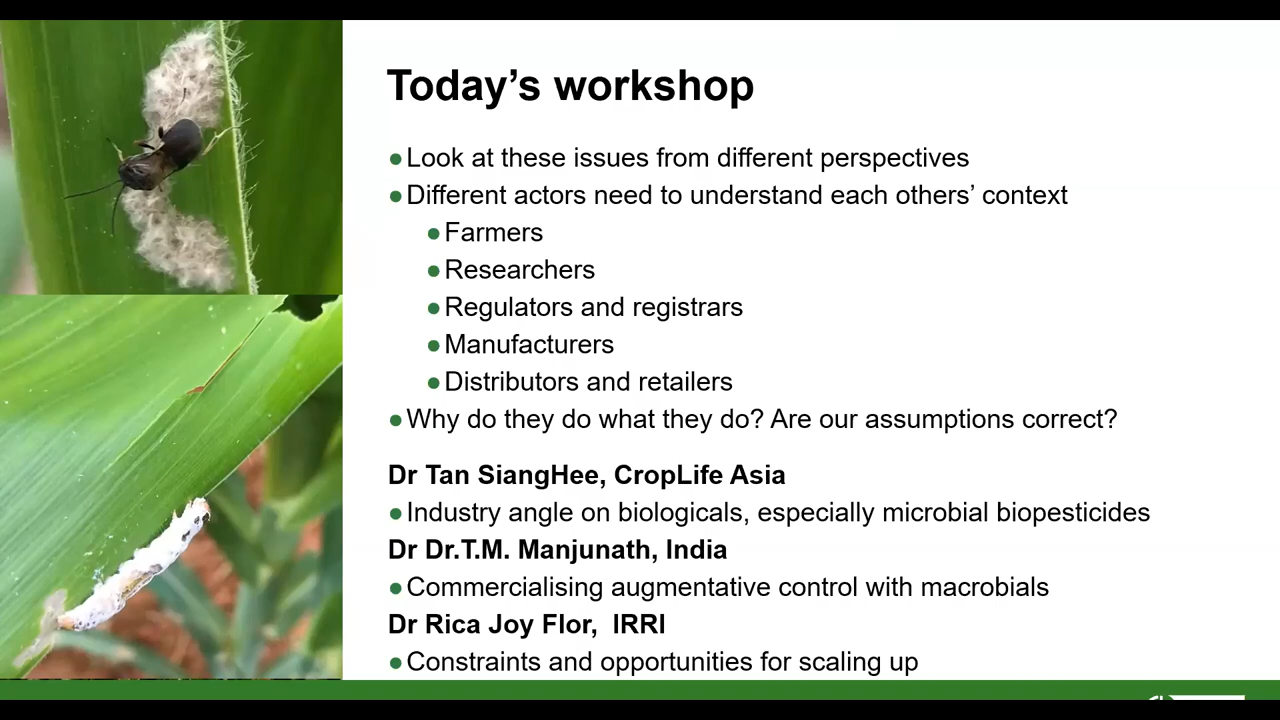 Today’s workshop
Look at these issues from different perspectives
Different actors need to understand each others’ context
Farmers
Researchers
Regulators and registrars
Manufacturers
Distributors and retailers
Why do they do what they do? Are our assumptions correct?
Dr Tan SiangHee, CropLife Asia
Industry angle on biologicals, especially microbial biopesticides
Dr Dr.T.M. Manjunath, India
Commercialising augmentative control with macrobials
Dr Rica Joy Flor,  IRRI
Constraints and opportunities for scaling up